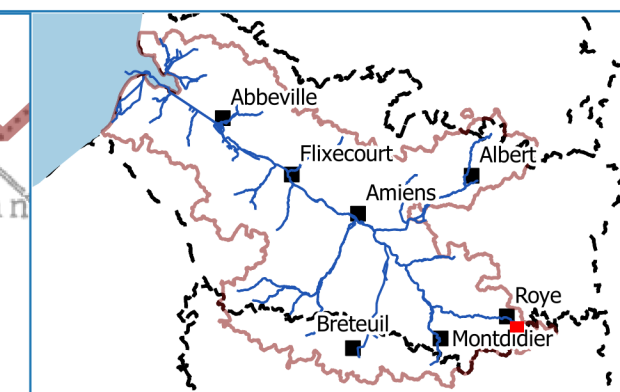 Abbeville
Flixecourt
Albert
Amiens
Roye
Breteuil
Montdidier
n